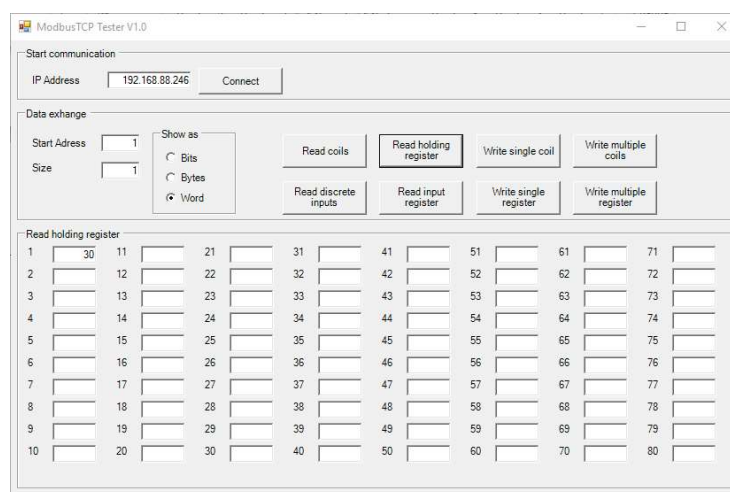 ModbusTCP Tester V1.0
Start communication
IP Address 192.168.88.246 Connect
Data exhange
Start Adress 1
Size 1
Show as
Bits
Bytes
Word
Read coils
Read holding
register
Write single coil
Write multiple
coils
Read discrete
inputs
Read input
register
Write single
register
Write multiple
register
Read holding register
1 30 11 21 31 41 51 61 71
2 12 22 32 42 52 62 72
3 13 23 33 43 53 63 73
4 14 24 34 44 54 64 74
5 15 25 35 45 55 65 75
6 16 26 36 46 56 66 76
7 17 27 37 47 57 67 77
8 18 28 38 48 58 68 78
9 19 29 39 49 59 69 79
10 20 30 40 50 60 70 80